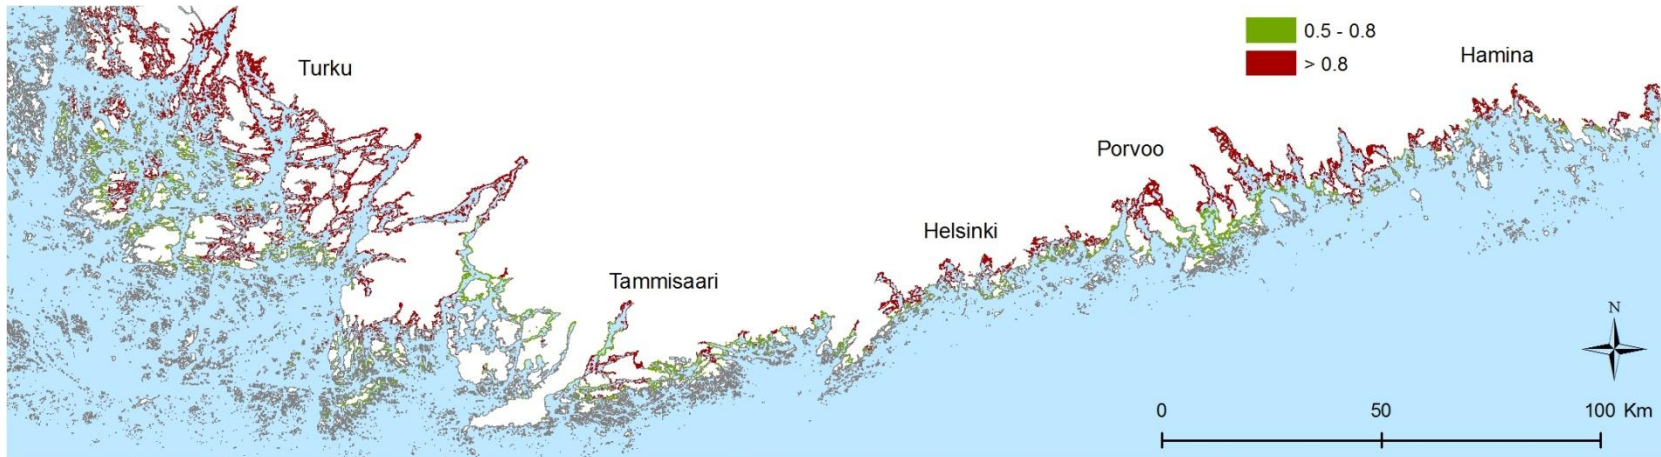 0.5 - 0.8
> 0.8
Turku
Hamina
Porvoo
Helsinki
Tammisaari
N
0 50 100 Km